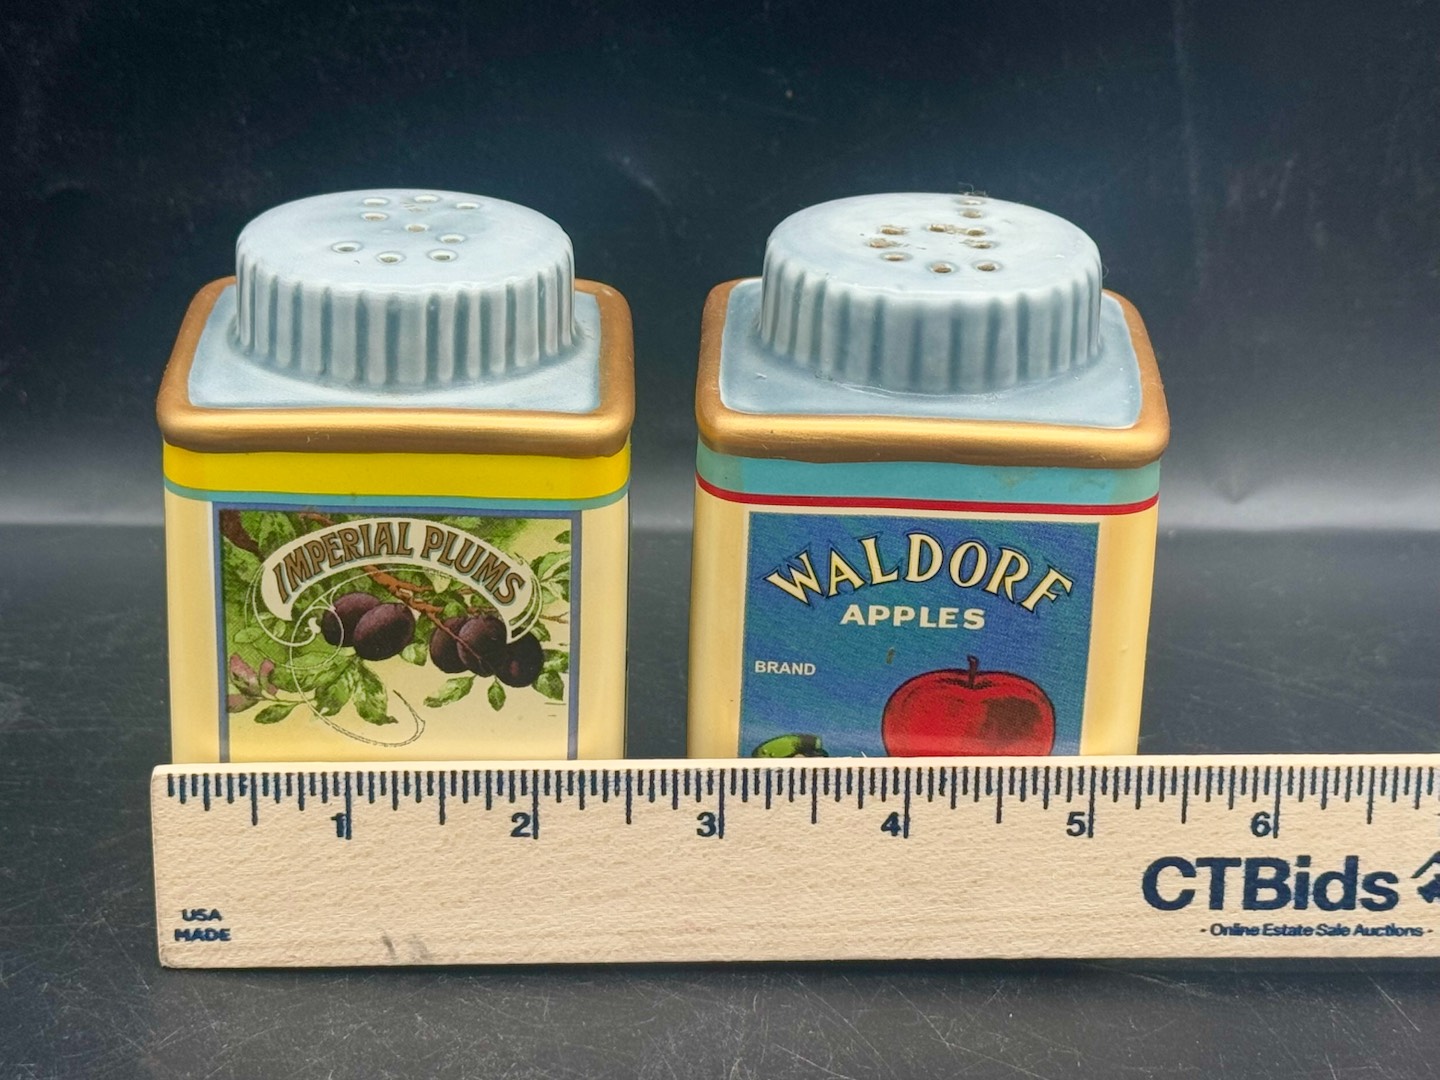 IMPERIAL PLUMS
WALDORF
APPLES
BRAND
1 2 3 4 5 6
USA
MADE
CTBids
- Online Estate Sale Auctions -